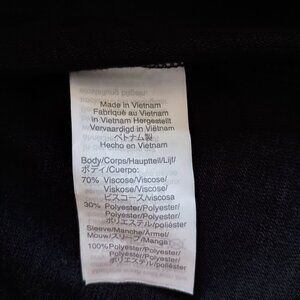 Made in Vietnam
Fabriqué au Vietnam
in Vietnam Hergestellt
Vervaardigd in Viëtnam
ベトナム製
Hecho en Vietnam
Body/Corps/Hauptteil/Lijf/
ボディ/Cuerpo:
70% Viscose/Viscose/
Viskose/Viscose/
ビスコース/viscosa
30% Polyester/Polyester/
Polyester/Polyester/
ポリエステル/poliéster
Sleeve/Manche/Ärmel/
Mouw/スリーブ/Manga:
100% Polyester/Polyester/
Polyester/Polyester/
ポリエステル/poliéster